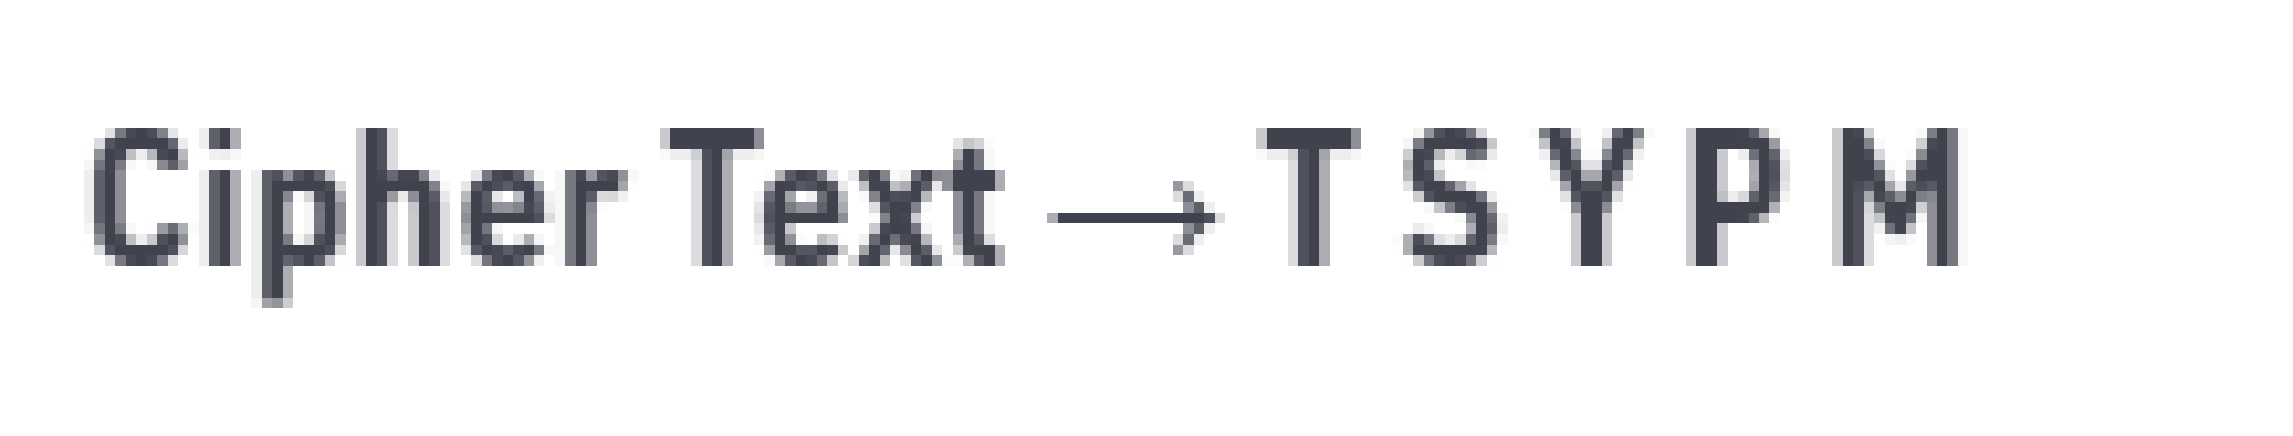 Cipher Text → T S Y P M